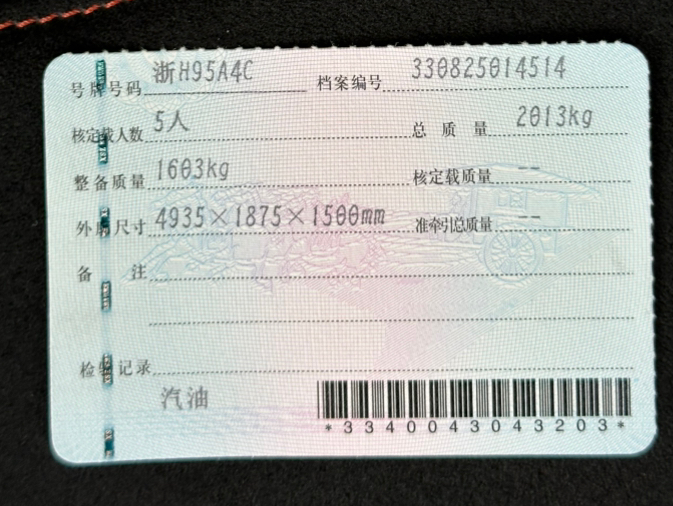 号牌号码 浙H95A4C 档案编号 330825014514
核定载人数 5人 总质量 2013kg
整备质量 1603kg 核定载质量 --
外廓尺寸 4935×1875×1500mm 准牵引总质量 --
备注
检验记录
汽油
*3340043043203*